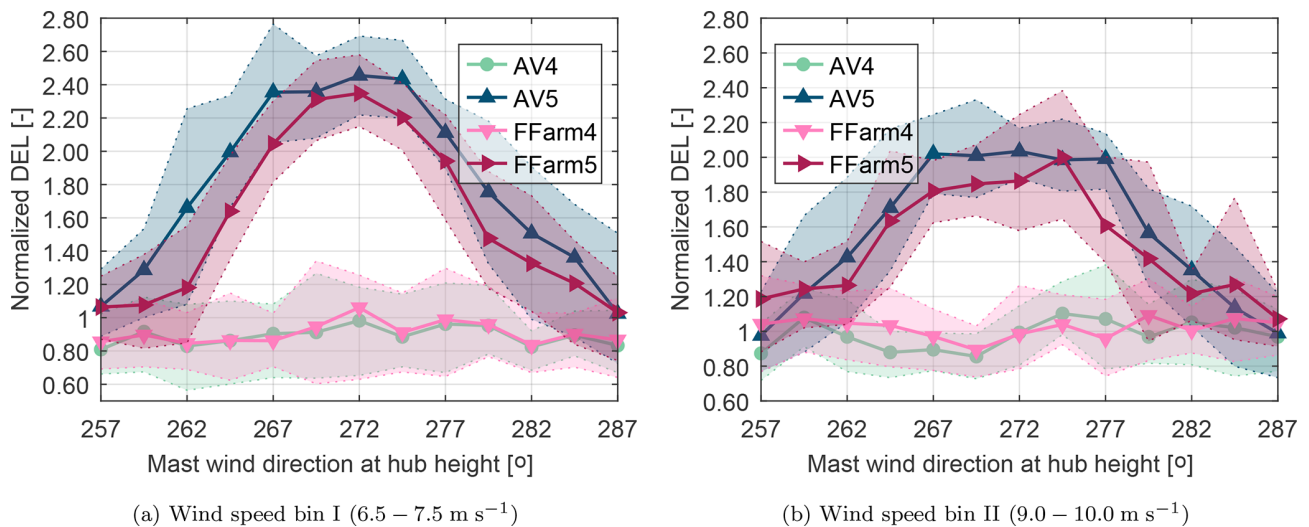 2.80
2.60
2.40
2.20
2.00
1.80
1.60
1.40
1.20
1
0.80
0.60
Normalized DEL [-]
AV4
AV5
FFarm4
FFarm5
257 262 267 272 277 282 287
Mast wind direction at hub height [º]
(a) Wind speed bin I (6.5 – 7.5 m s⁻¹)
2.80
2.60
2.40
2.20
2.00
1.80
1.60
1.40
1.20
1
0.80
0.60
Normalized DEL [-]
AV4
AV5
FFarm4
FFarm5
257 262 267 272 277 282 287
Mast wind direction at hub height [º]
(b) Wind speed bin II (9.0 – 10.0 m s⁻¹)